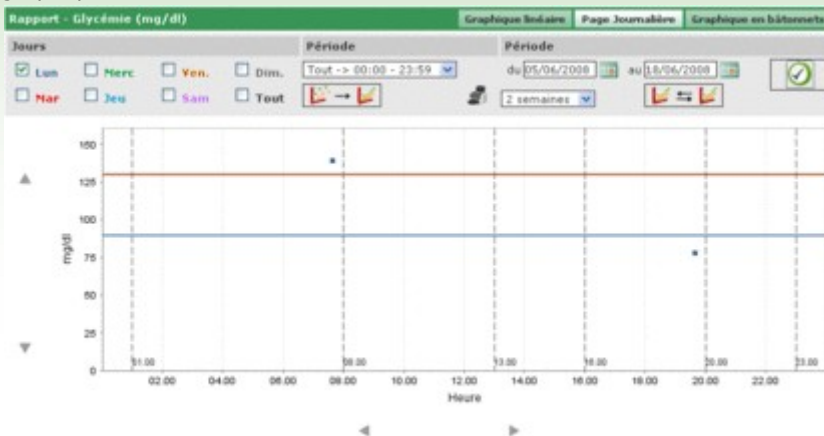 Rapport - Glycémie (mg/dl)
Graphique linéaire Page Journalière Graphique en bâtonnets
Jours Période Période
Lun Merc Ven. Dim. Tout -> 00:00 - 23:59 du 05/06/2008 au 18/06/2008
Mar Jeu Sam Tout 2 semaines
150
125
100
75
50
25
0
mg/dl
01.00 08.00 13.00 16.00 20.00 23.00
02.00 04.00 06.00 08.00 10.00 12.00 14.00 16.00 18.00 20.00 22.00
Heure